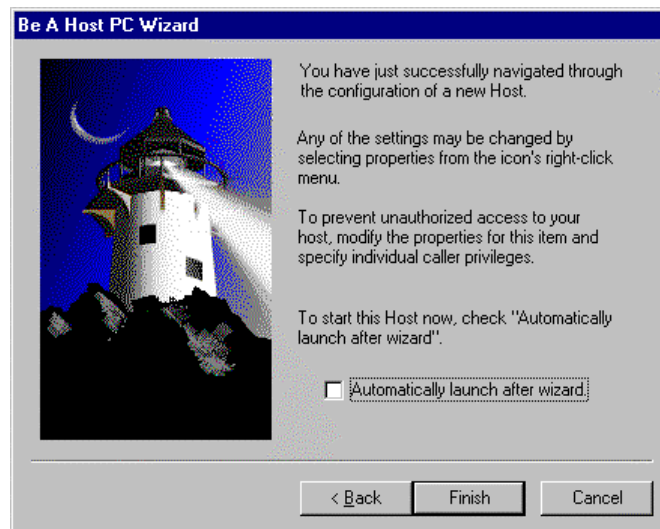 Be A Host PC Wizard
You have just successfully navigated through
the configuration of a new Host.
Any of the settings may be changed by
selecting properties from the icon's right-click
menu.
To prevent unauthorized access to your
host, modify the properties for this item and
specify individual caller privileges.
To start this Host now, check "Automatically
launch after wizard".
Automatically launch after wizard.
< Back
Finish
Cancel